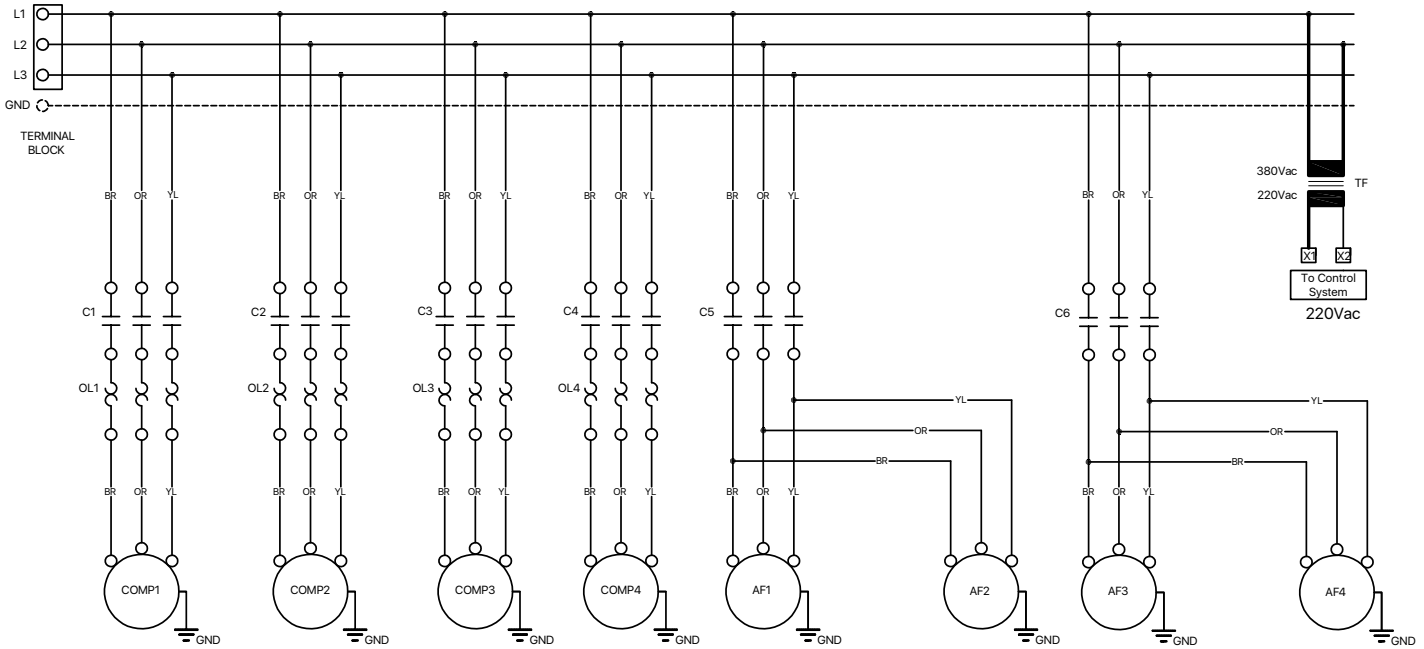 L1
L2
L3
GND
TERMINAL
BLOCK
380Vac
TF
220Vac
BR OR YL BR OR YL BR OR YL BR OR YL BR OR YL BR OR YL
X1 X2
To Control
System
220Vac
C1 C2 C3 C4 C5 C6
OL1 OL2 OL3 OL4
YL YL
OR OR
BR BR
BR OR YL BR OR YL BR OR YL BR OR YL BR OR YL BR OR YL
COMP1 COMP2 COMP3 COMP4 AF1 AF2 AF3 AF4
GND GND GND GND GND GND GND GND